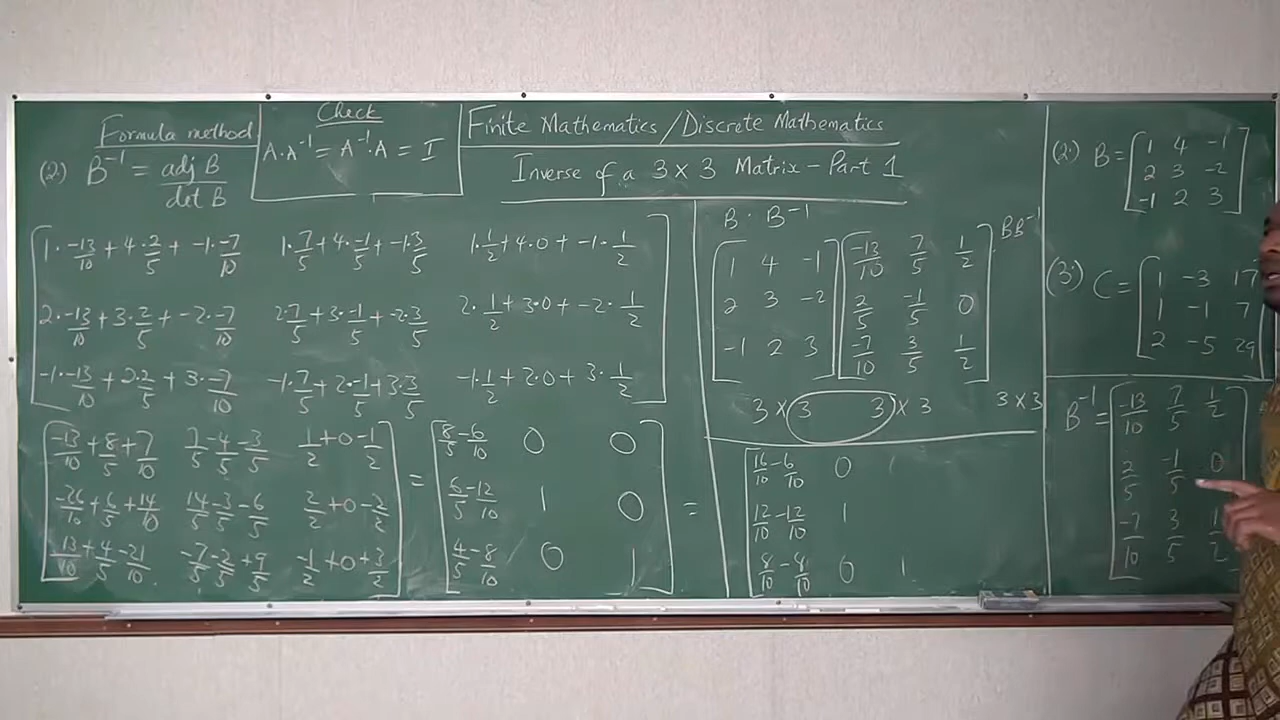 Formula method
(2) B⁻¹ = adj B / det B
Check
A·A⁻¹ = A⁻¹·A = I
Finite Mathematics / Discrete Mathematics
Inverse of a 3 × 3 Matrix - Part 1
1·-13/10 + 4·2/5 + -1·-7/10 1·7/5 + 4·-1/5 + -1·3/5 1·1/2 + 4·0 + -1·1/2
2·-13/10 + 3·2/5 + -2·-7/10 2·7/5 + 3·-1/5 + -2·3/5 2·1/2 + 3·0 + -2·1/2
-1·-13/10 + 2·2/5 + 3·-7/10 -1·7/5 + 2·-1/5 + 3·3/5 -1·1/2 + 2·0 + 3·1/2
-13/10 + 8/5 + 7/10 7/5 - 4/5 - 3/5 1/2 + 0 - 1/2
-26/10 + 6/5 + 14/10 14/5 - 3/5 - 6/5 2/2 + 0 - 2/2
13/10 + 4/5 - 21/10 -7/5 - 2/5 + 9/5 -1/2 + 0 + 3/2
=
8/5 - 6/10 0 0
6/5 - 12/10 1 0
4/5 - 8/10 0 1
=
B · B⁻¹
1 4 -1
2 3 -2
-1 2 3
-13/10 7/5 1/2
2/5 -1/5 0
-7/10 3/5 1/2
BB⁻¹
3 × 3 3 × 3 3 × 3
16/10 - 6/10 0
12/10 - 12/10 1
8/10 - 8/10 0 1
(2.) B = 1 4 -1
2 3 -2
-1 2 3
(3.) C = 1 -3 17
1 -1 7
2 -5 29
B⁻¹ = -13/10 7/5 1/2
2/5 -1/5 0
-7/10 3/5 1/2